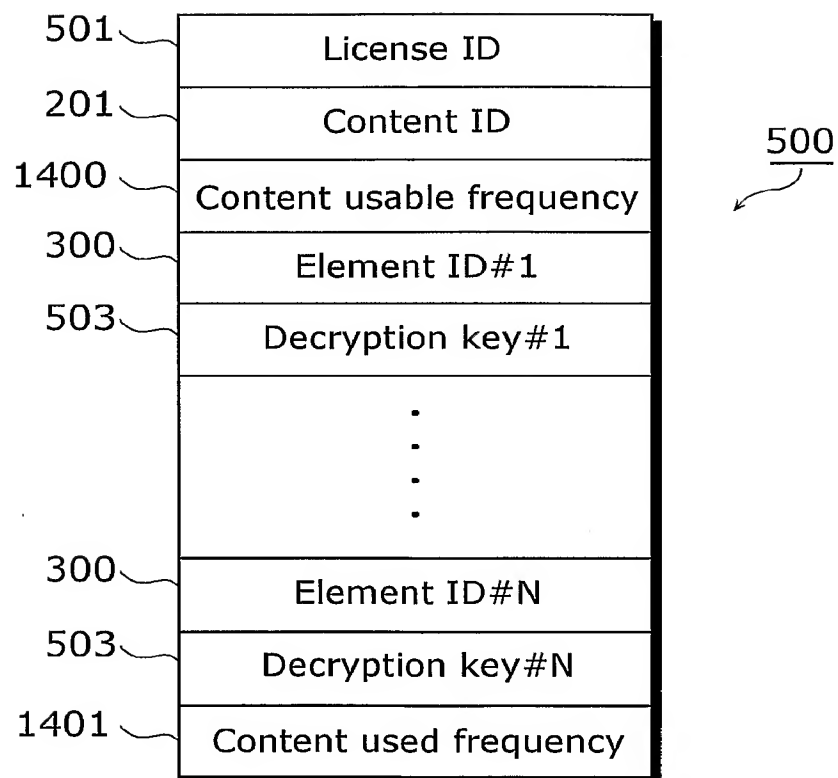 501 License ID
201 Content ID
500
1400 Content usable frequency
300 Element ID#1
503 Decryption key#1
300 Element ID#N
503 Decryption key#N
1401 Content used frequency